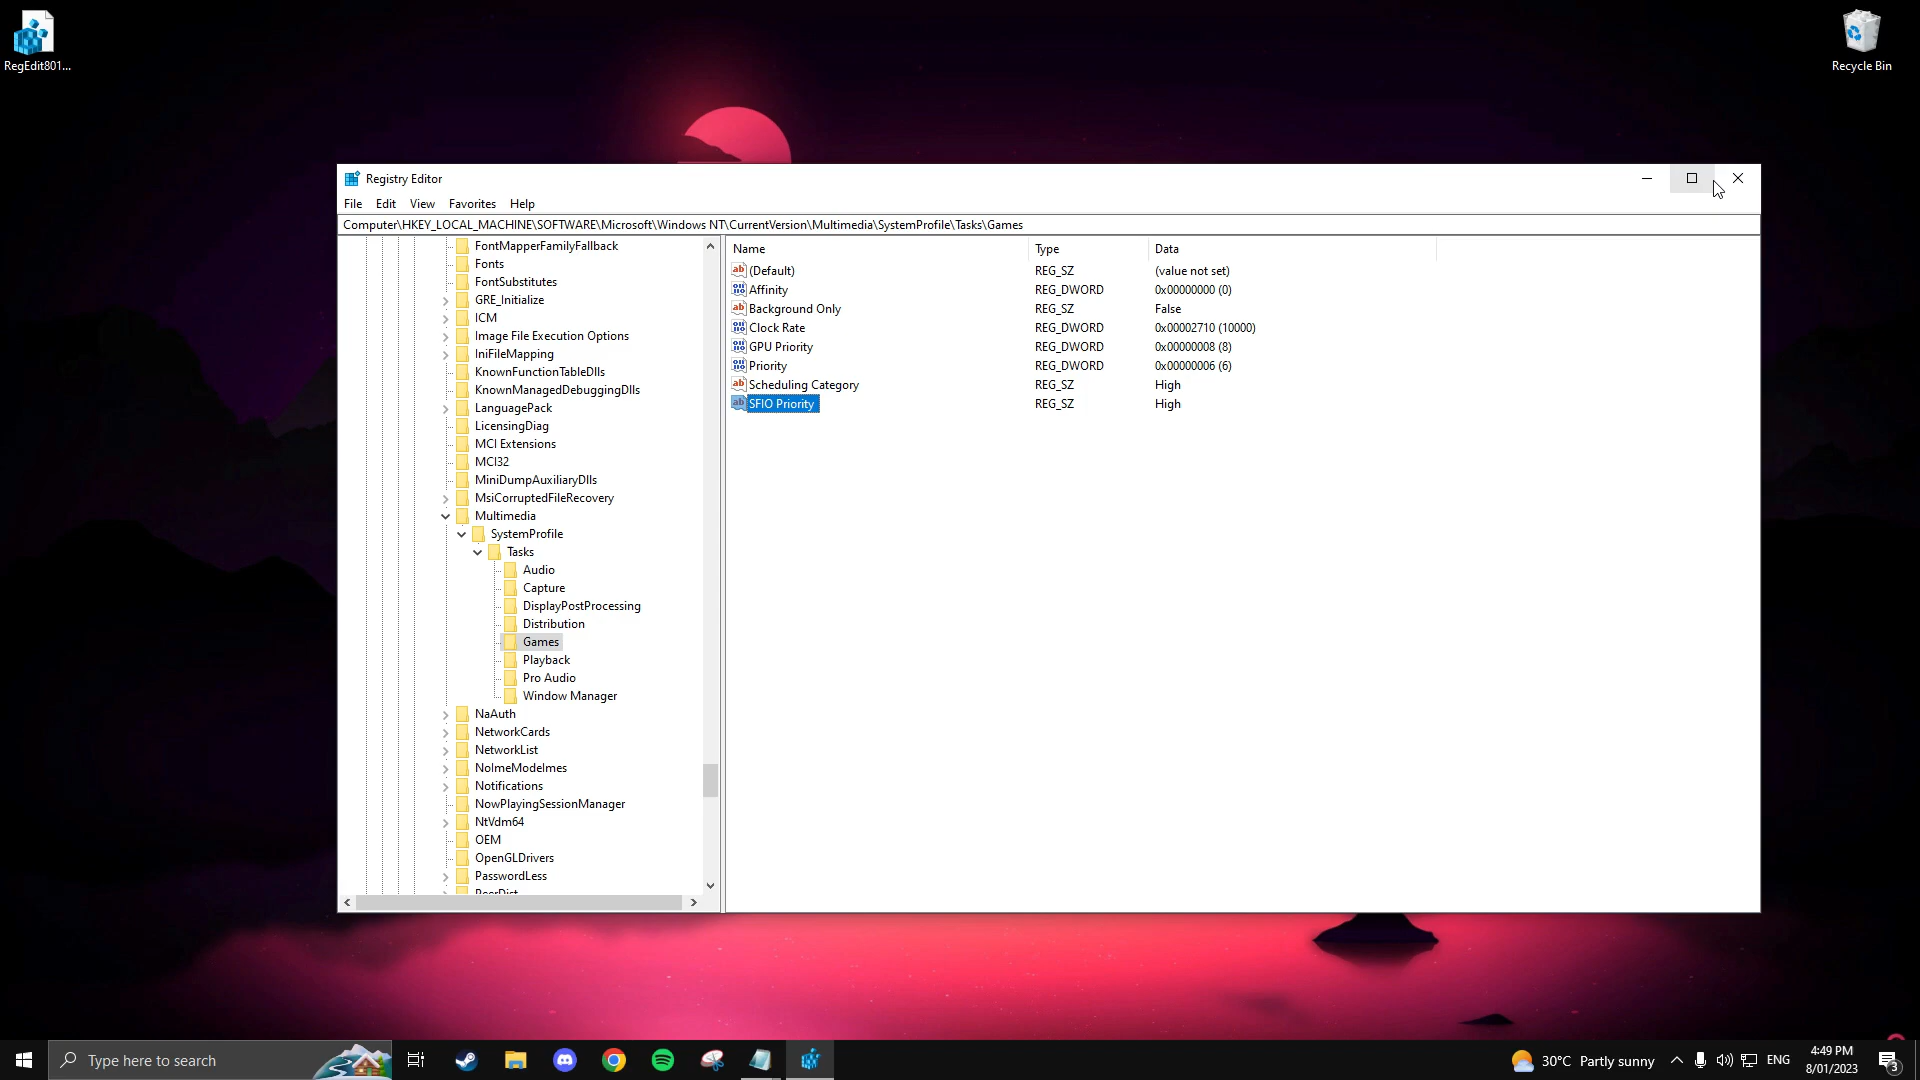 RegEdit801...
Recycle Bin
Registry Editor
File Edit View Favorites Help
Computer\HKEY_LOCAL_MACHINE\SOFTWARE\Microsoft\Windows NT\CurrentVersion\Multimedia\SystemProfile\Tasks\Games
FontMapperFamilyFallback
Fonts
FontSubstitutes
GRE_Initialize
ICM
Image File Execution Options
IniFileMapping
KnownFunctionTableDlls
KnownManagedDebuggingDlls
LanguagePack
LicensingDiag
MCI Extensions
MCI32
MiniDumpAuxiliaryDlls
MsiCorruptedFileRecovery
Multimedia
SystemProfile
Tasks
Audio
Capture
DisplayPostProcessing
Distribution
Games
Playback
Pro Audio
Window Manager
NaAuth
NetworkCards
NetworkList
NoImeModeImes
Notifications
NowPlayingSessionManager
NtVdm64
OEM
OpenGLDrivers
PasswordLess
PeerDist
Name Type Data
(Default) REG_SZ (value not set)
Affinity REG_DWORD 0x00000000 (0)
Background Only REG_SZ False
Clock Rate REG_DWORD 0x00002710 (10000)
GPU Priority REG_DWORD 0x00000008 (8)
Priority REG_DWORD 0x00000006 (6)
Scheduling Category REG_SZ High
SFIO Priority REG_SZ High
Type here to search
30°C Partly sunny
ENG
4:49 PM
8/01/2023
3